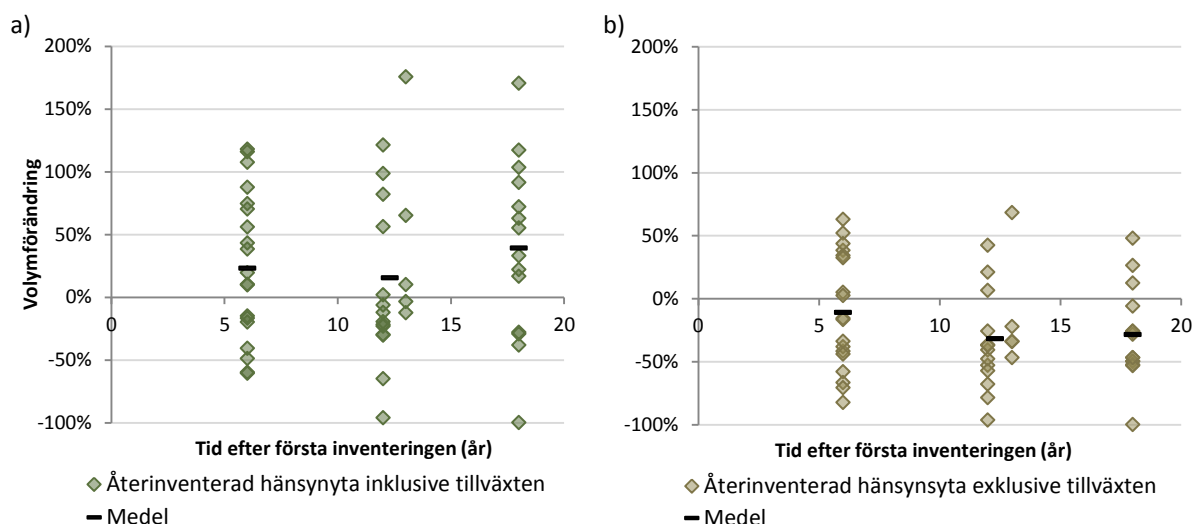 a)
200%
150%
100%
50%
0%
-50%
-100%
Volymförändring
0 5 10 15 20
Tid efter första inventeringen (år)
Återinventerad hänsynyta inklusive tillväxten
Medel
b)
200%
150%
100%
50%
0%
-50%
-100%
0 5 10 15 20
Tid efter första inventeringen (år)
Återinventerad hänsynsyta exklusive tillväxten
Medel